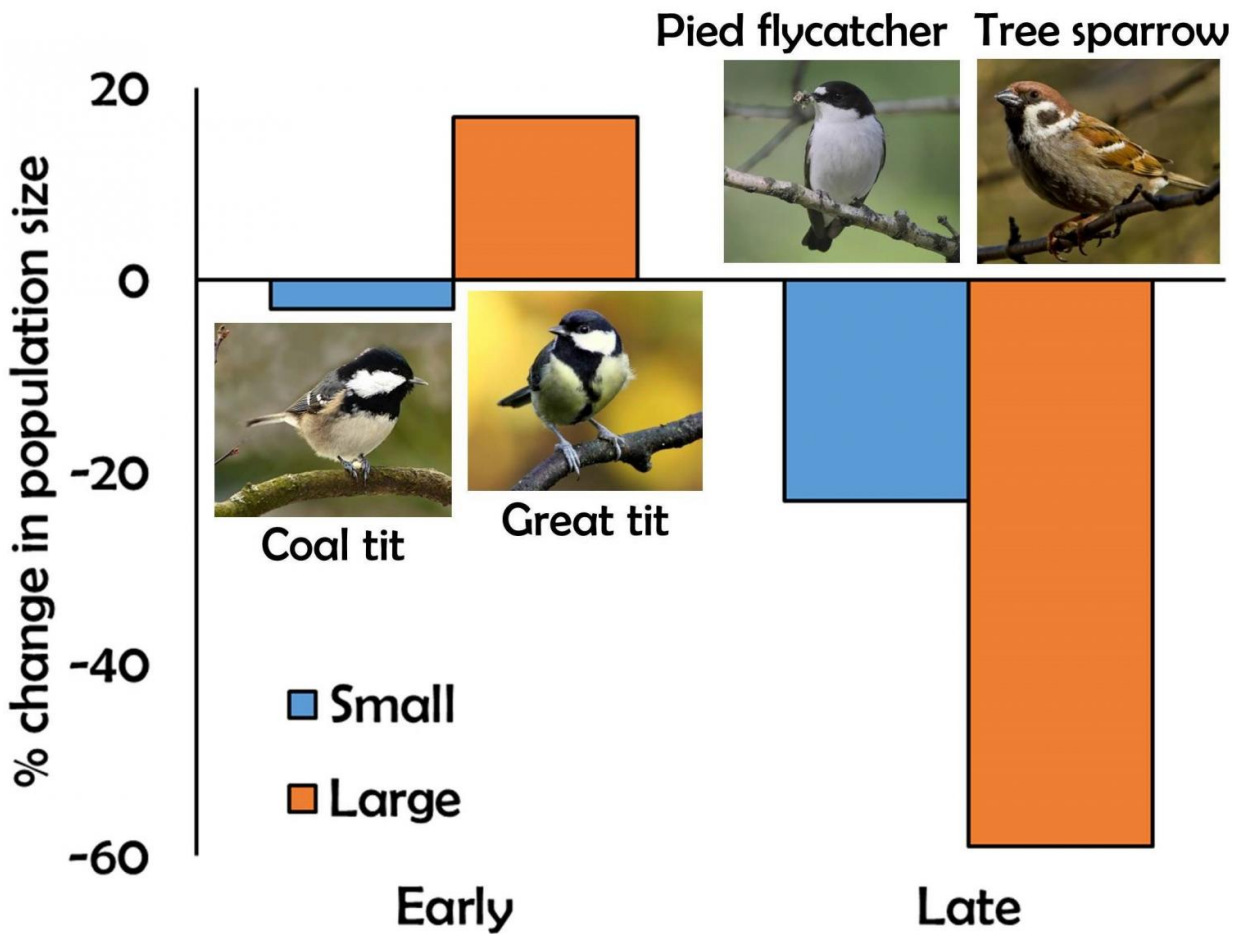 Pied flycatcher
Tree sparrow
% change in population size
20
0
-20
-40
-60
Coal tit
Great tit
Small
Large
Early
Late